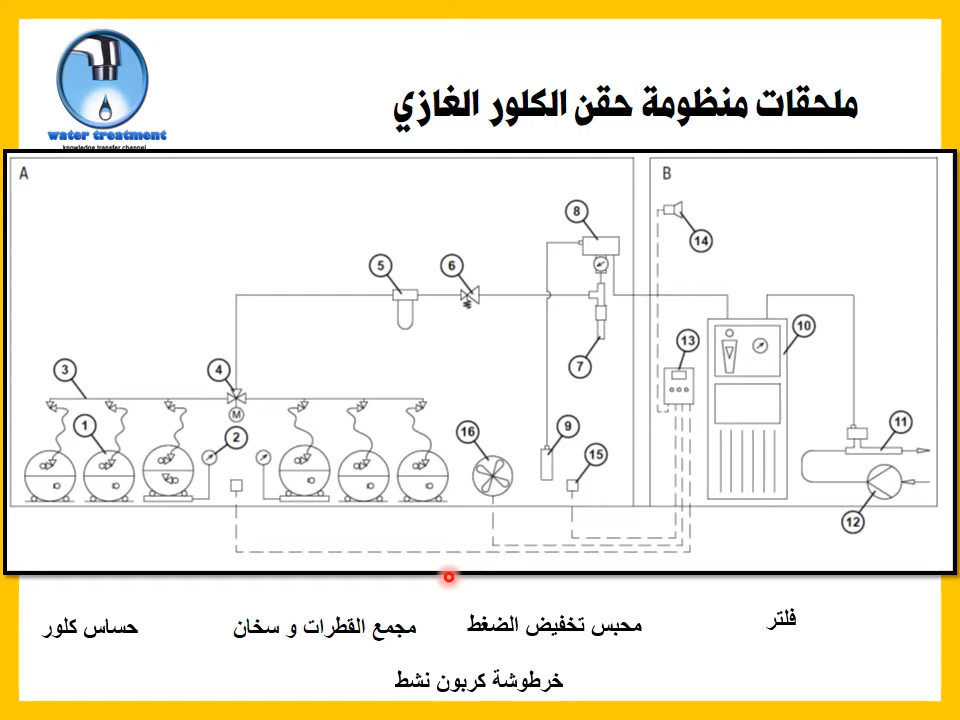 water treatment
knowledge transfer channel
ملحقات منظومة حقن الكلور الغازي
A
B
8
14
5
6
10
13
3
4
7
1
M
2
16
9
15
11
12
فلتر
محبس تخفيض الضغط
مجمع القطرات و سخان
حساس كلور
خرطوشة كربون نشط